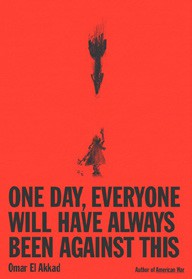 ONE DAY, EVERYONE
WILL HAVE ALWAYS
BEEN AGAINST THIS
Omar El Akkad
Author of American War